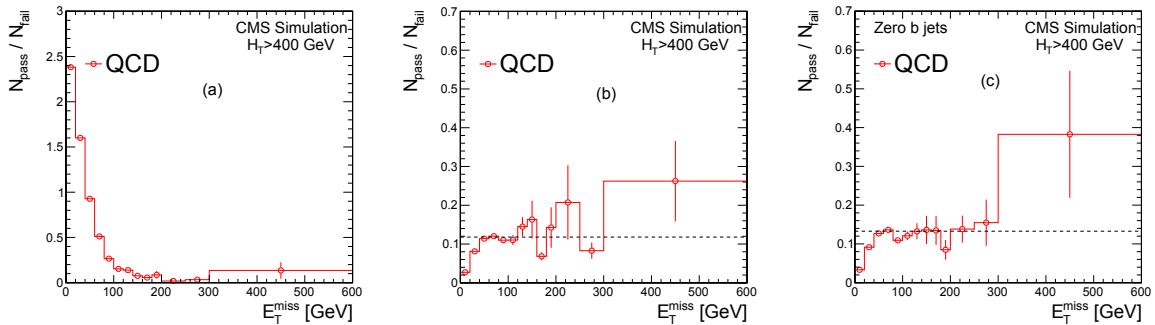 N_pass / N_fail
3
2.5
2
1.5
1
0.5
0
CMS Simulation
H_T>400 GeV
QCD
(a)
0 100 200 300 400 500 600
E_T^miss [GeV]
N_pass / N_fail
0.7
0.6
0.5
0.4
0.3
0.2
0.1
0
CMS Simulation
H_T>400 GeV
QCD
(b)
0 100 200 300 400 500 600
E_T^miss [GeV]
N_pass / N_fail
0.7
0.6
0.5
0.4
0.3
0.2
0.1
0
Zero b jets CMS Simulation
H_T>400 GeV
QCD
(c)
0 100 200 300 400 500 600
E_T^miss [GeV]